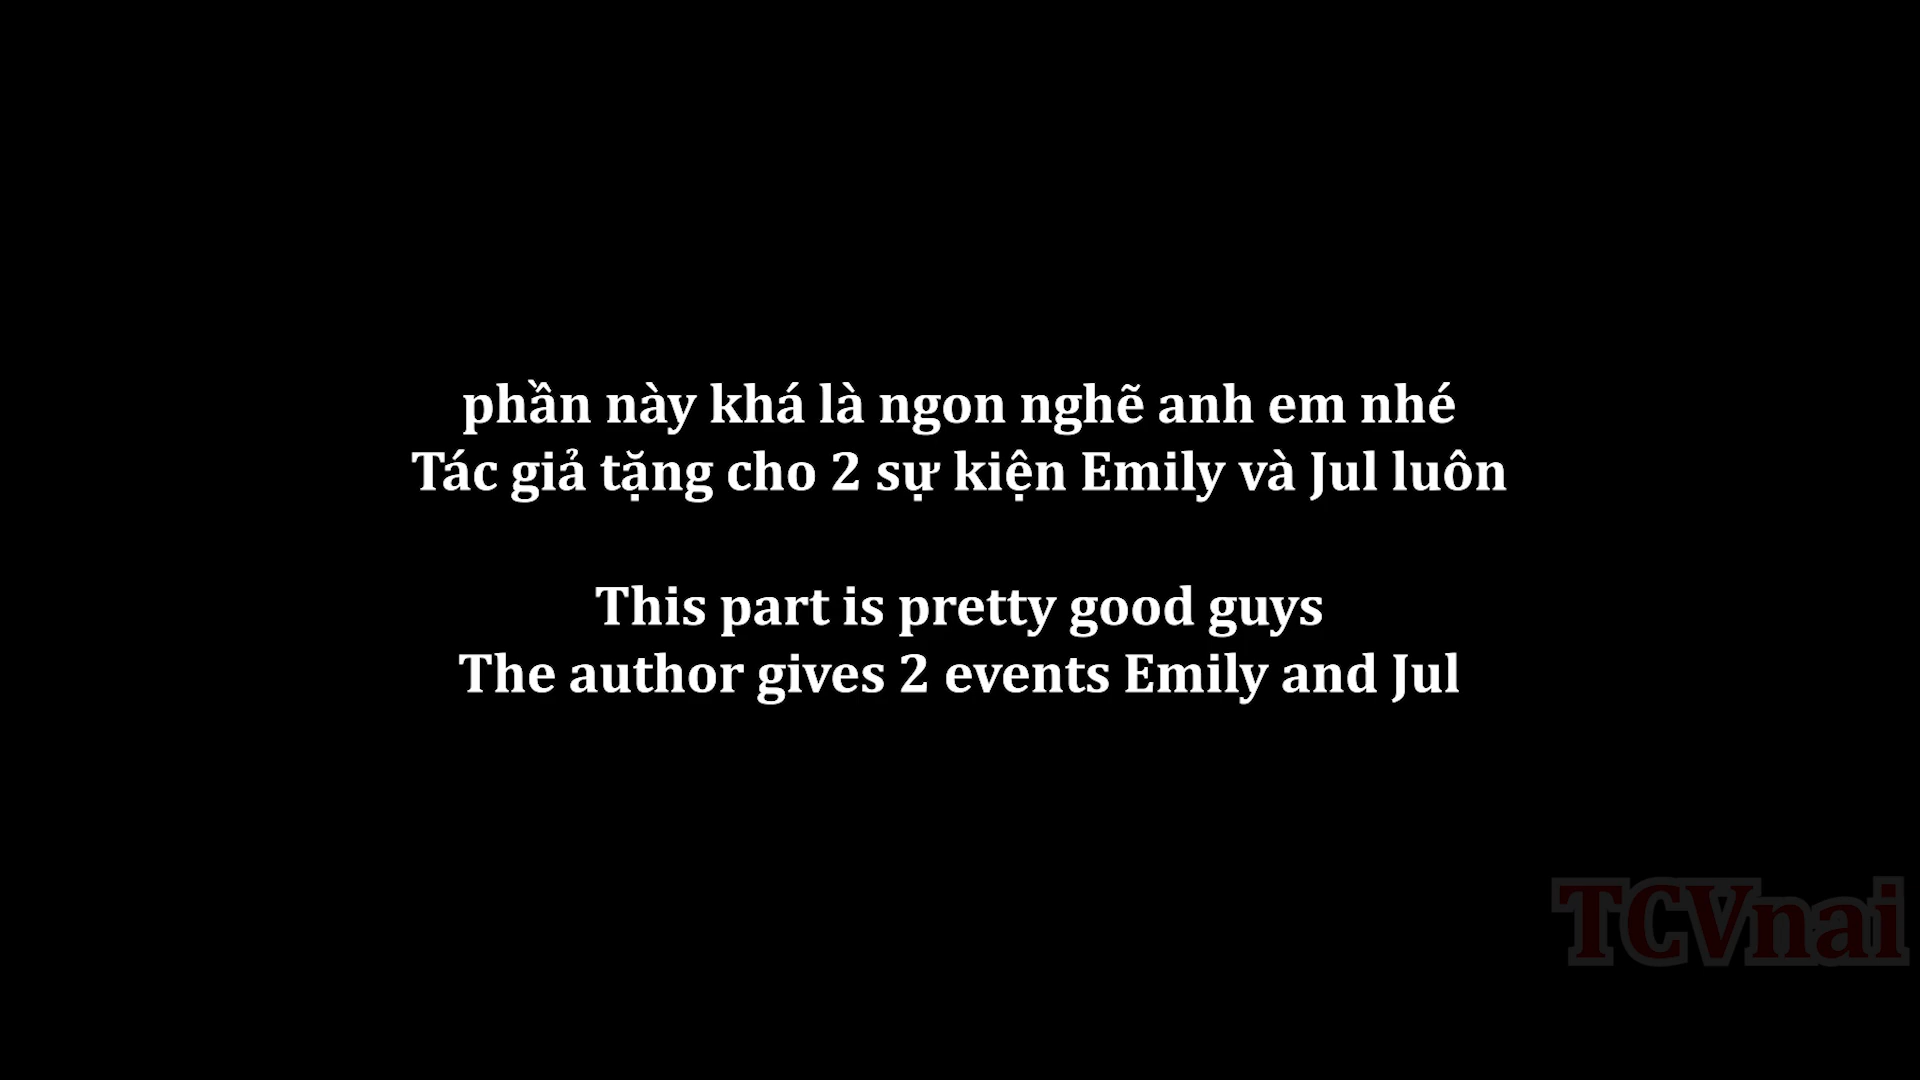 phần này khá là ngon nghẽ anh em nhé
Tác giả tặng cho 2 sự kiện Emily và Jul luôn
This part is pretty good guys
The author gives 2 events Emily and Jul
TCVnai